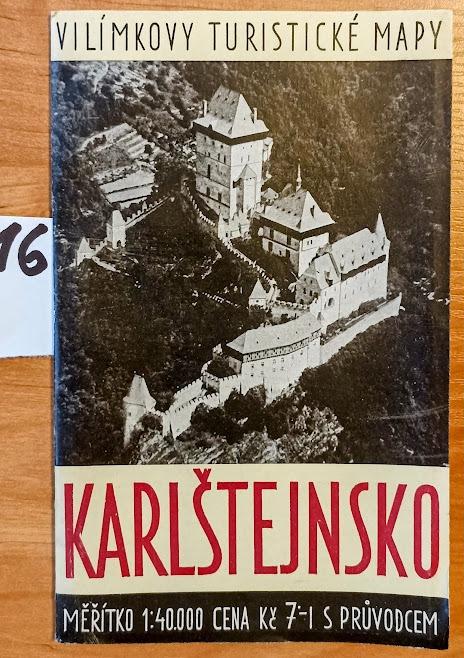 VILÍMKOVY TURISTICKÉ MAPY
16
KARLŠTEJNSKO
MĚŘÍTKO 1:40.000 CENA Kč 7'-I S PRŮVODCEM